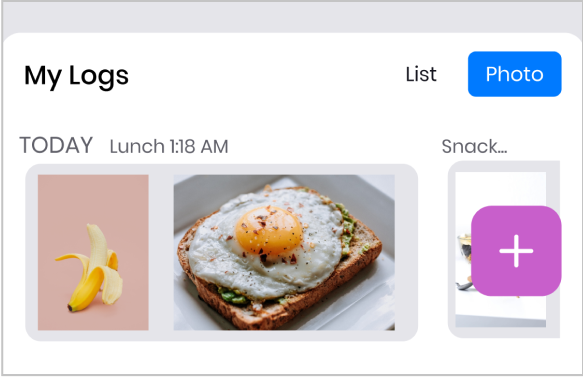 My Logs
List
Photo
TODAY
Lunch 1:18 AM
Snack...